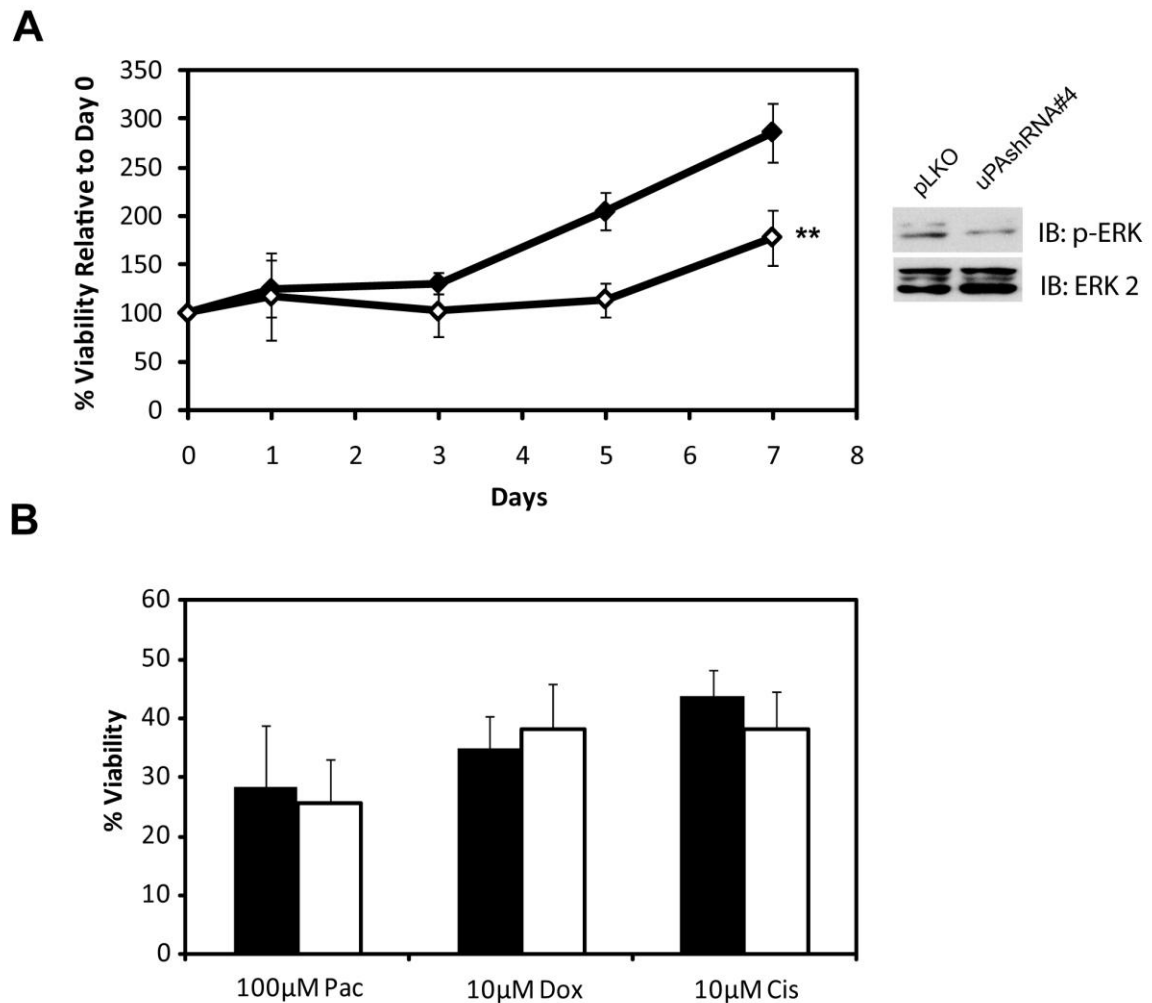 A
% Viability Relative to Day 0
350
300
250
200
150
100
50
0
**
0 1 2 3 4 5 6 7 8
Days
pLKO
uPAshRNA#4
IB: p-ERK
IB: ERK 2
B
% Viability
60
50
40
30
20
10
0
100µM Pac
10µM Dox
10µM Cis